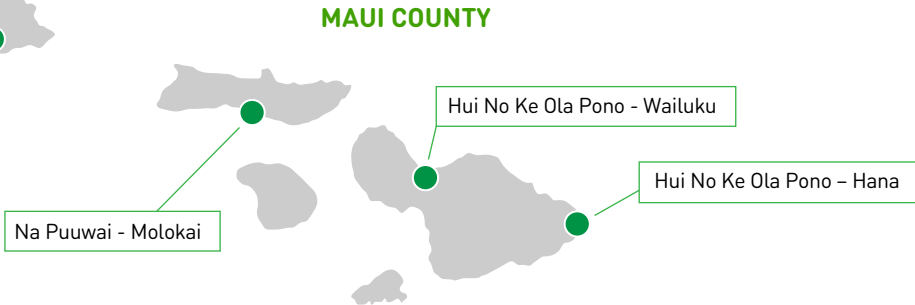 MAUI COUNTY
Hui No Ke Ola Pono - Wailuku
Hui No Ke Ola Pono – Hana
Na Puuwai - Molokai